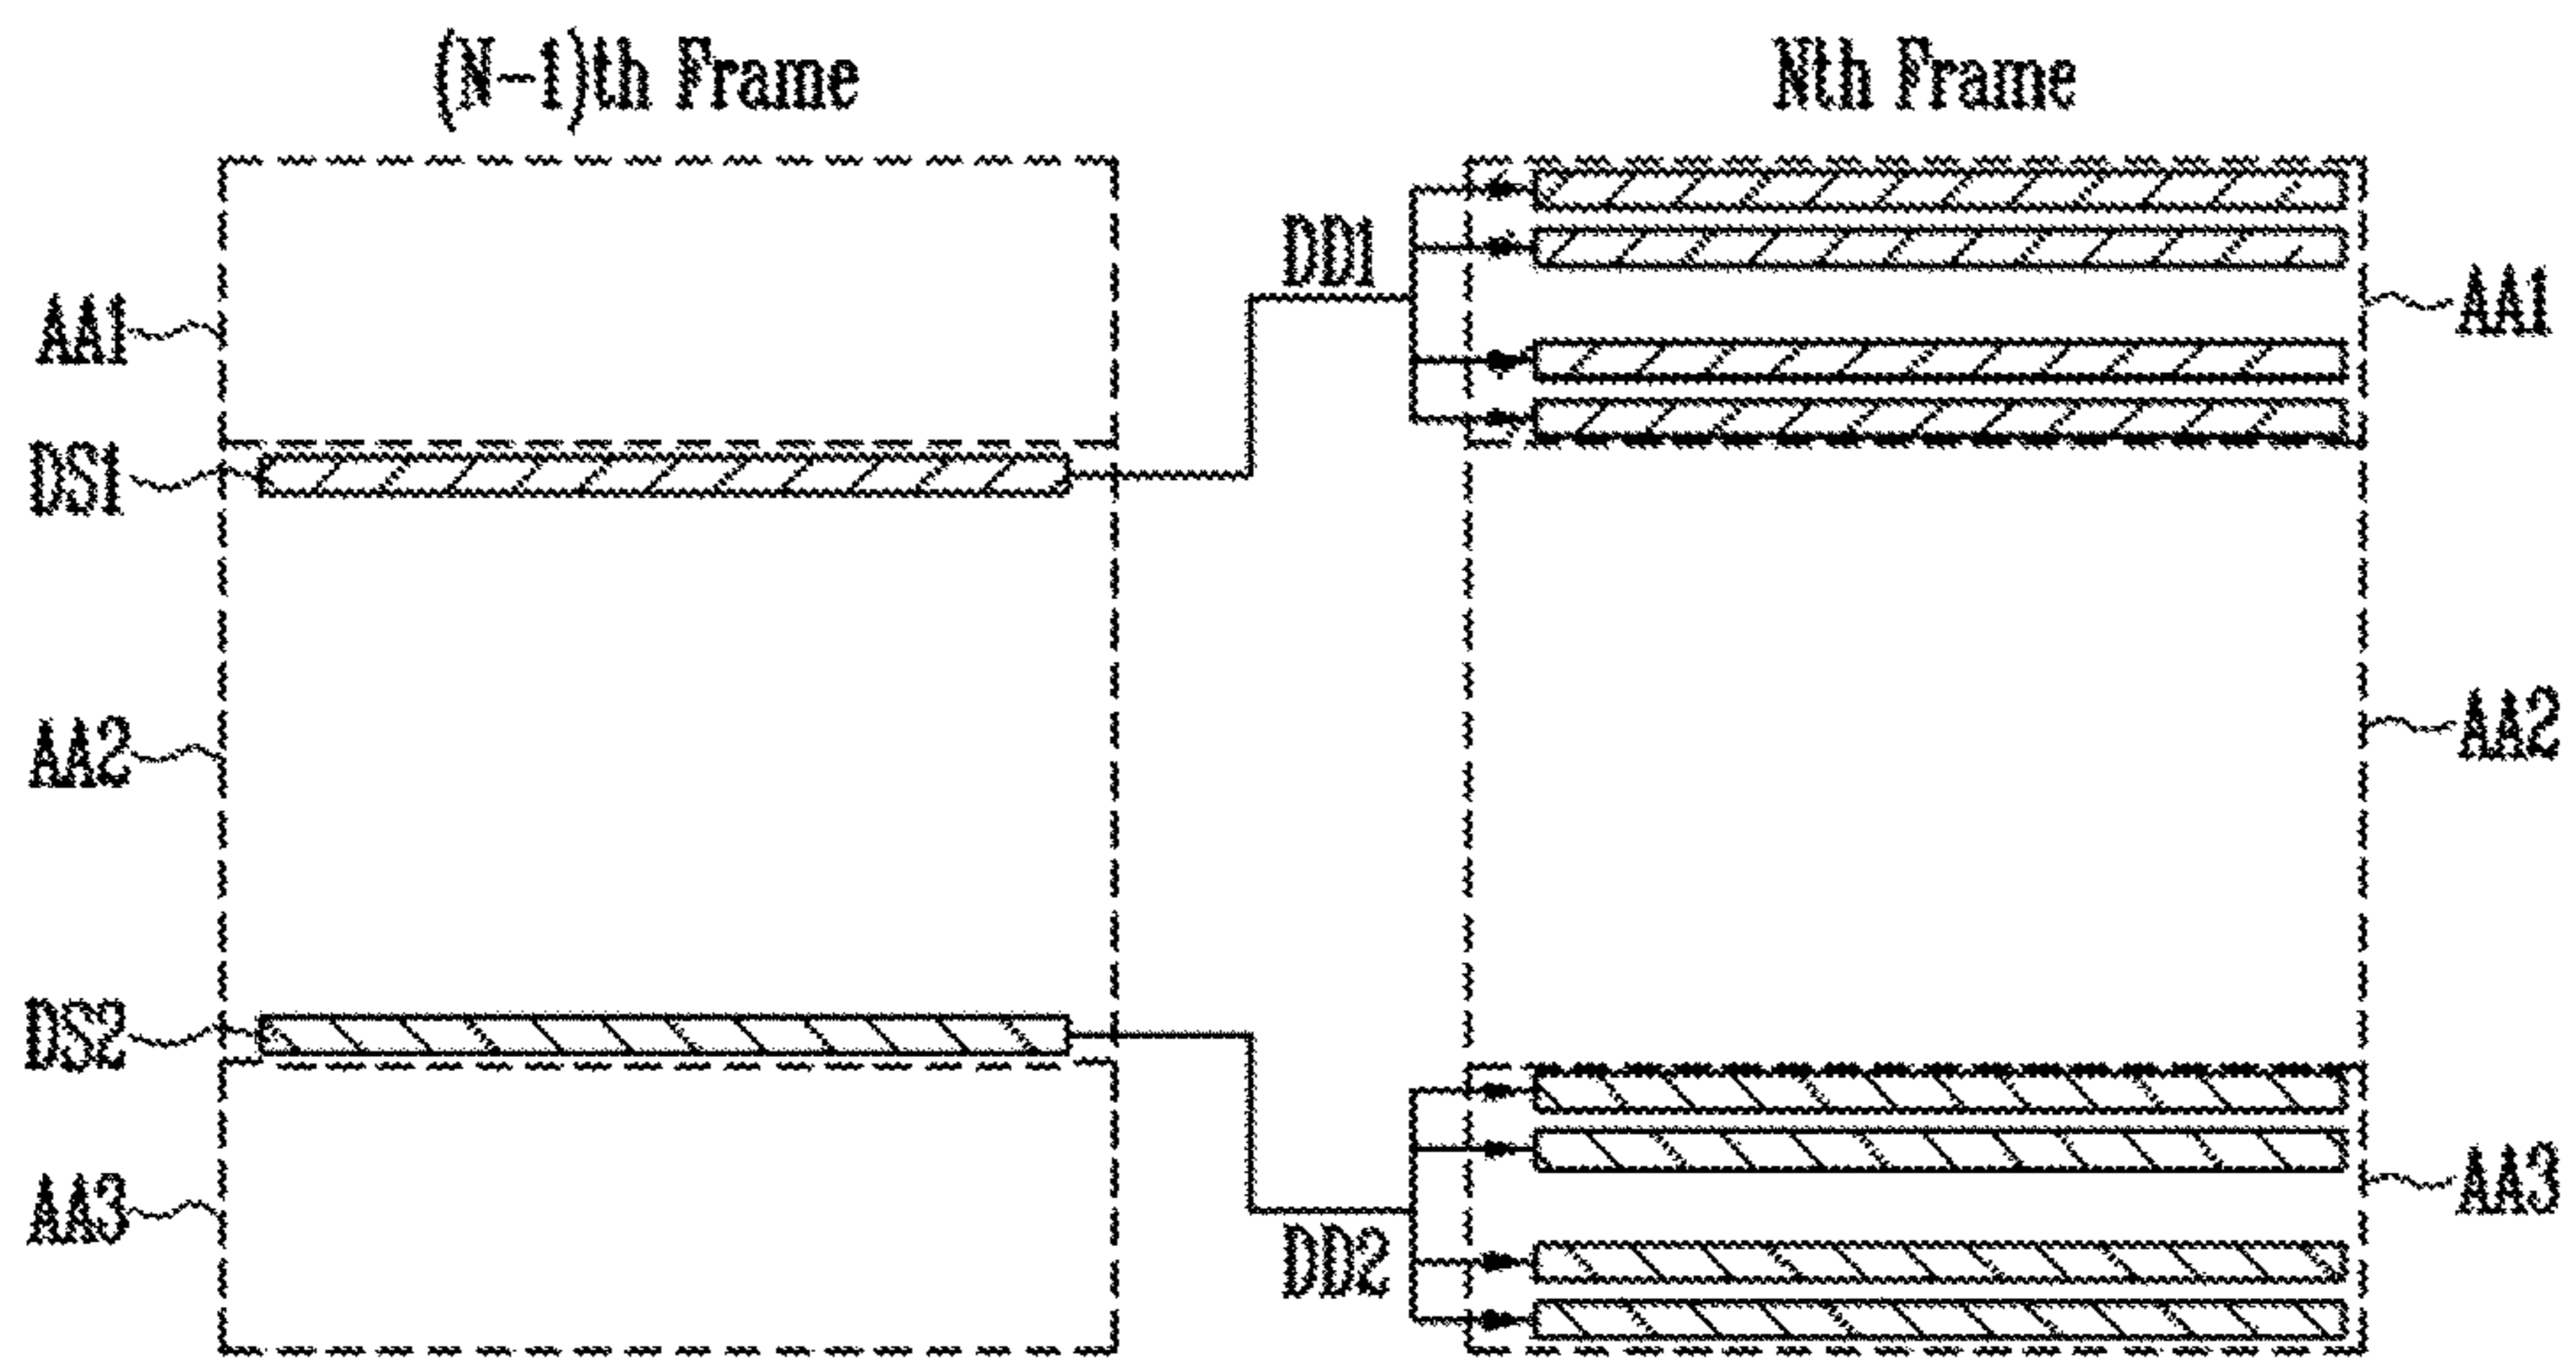 (N-1)th Frame
Nth Frame
DD1
AA1
AA1
DS1
AA2
AA2
DS2
AA3
AA3
DD2